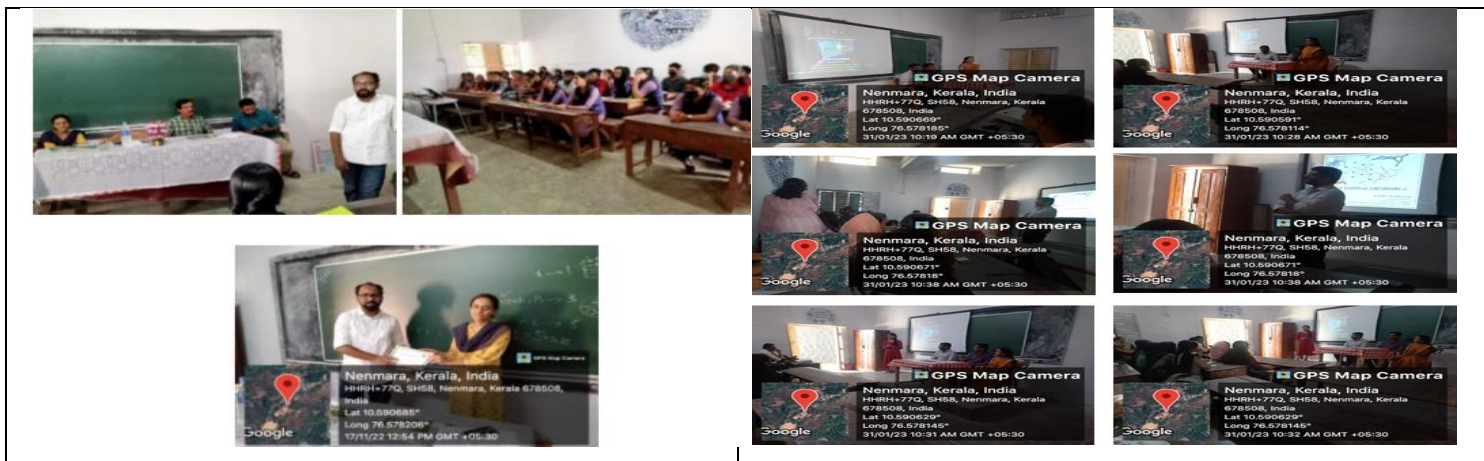 GPS Map Camera
Nenmara, Kerala, India
HHRH+77Q, SH58, Nenmara, Kerala
678508, India
Lat 10.590669°
Long 76.578185°
31/01/23 10:19 AM GMT +05:30
Google
GPS Map Camera
Nenmara, Kerala, India
HHRH+77Q, SH58, Nenmara, Kerala
678508, India
Lat 10.590591°
Long 76.578114°
31/01/23 10:28 AM GMT +05:30
Google
GPS Map Camera
Nenmara, Kerala, India
HHRH+77Q, SH58, Nenmara, Kerala
678508, India
Lat 10.590671°
Long 76.57818°
31/01/23 10:38 AM GMT +05:30
Google
CHEMISTRY
GPS Map Camera
Nenmara, Kerala, India
HHRH+77Q, SH58, Nenmara, Kerala
678508, India
Lat 10.590671°
Long 76.57818°
31/01/23 10:38 AM GMT +05:30
Google
GPS Map Camera
Nenmara, Kerala, India
HHRH+77Q, SH58, Nenmara, Kerala 678508,
India
Lat 10.590685°
Long 76.578206°
17/11/22 12:54 PM GMT +05:30
Google
GPS Map Camera
Nenmara, Kerala, India
HHRH+77Q, SH58, Nenmara, Kerala
678508, India
Lat 10.590629°
Long 76.578145°
31/01/23 10:31 AM GMT +05:30
Google
GPS Map Camera
Nenmara, Kerala, India
HHRH+77Q, SH58, Nenmara, Kerala
678508, India
Lat 10.590629°
Long 76.578145°
31/01/23 10:32 AM GMT +05:30
Google